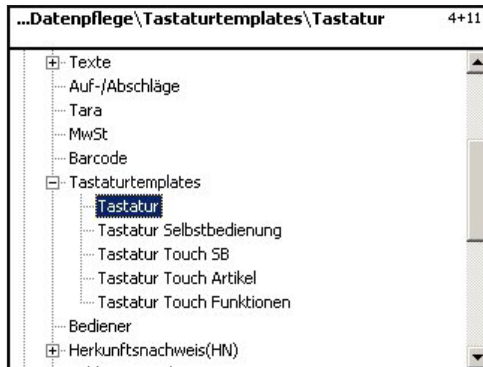 ...Datenpflege\Tastaturtemplates\Tastatur 4+11
Texte
Auf-/Abschläge
Tara
MwSt
Barcode
Tastaturtemplates
Tastatur
Tastatur Selbstbedienung
Tastatur Touch SB
Tastatur Touch Artikel
Tastatur Touch Funktionen
Bediener
Herkunftsnachweis(HN)